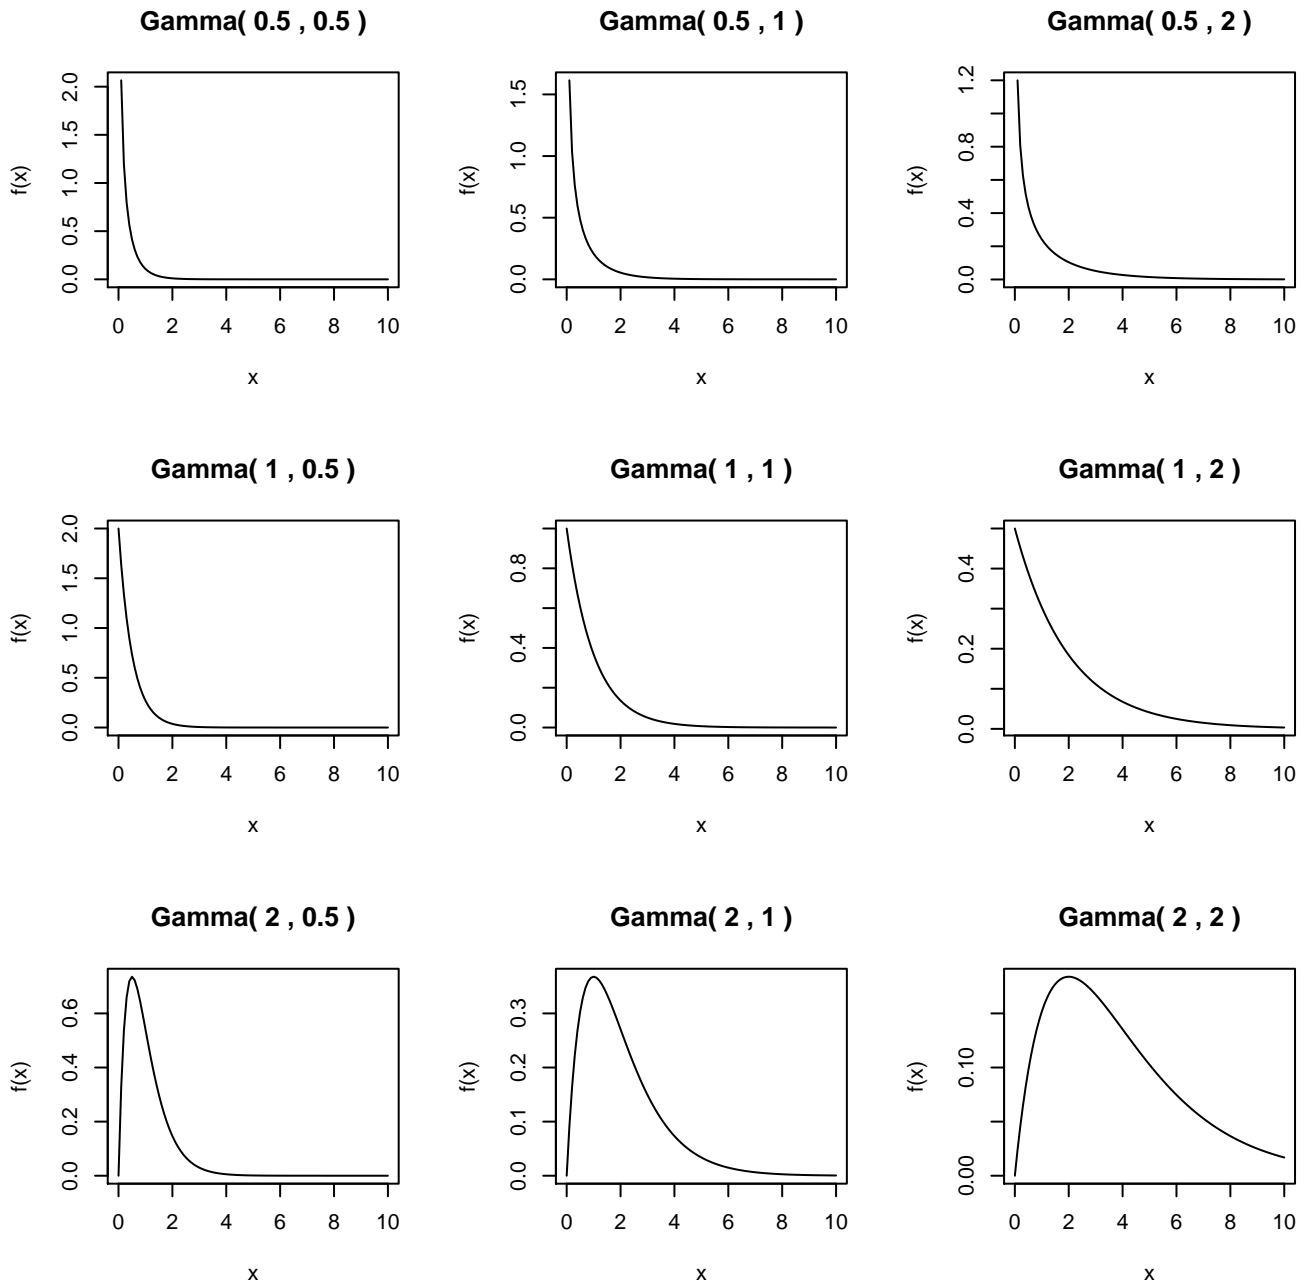 Gamma( 0.5 , 0.5 )
Gamma( 0.5 , 1 )
Gamma( 0.5 , 2 )
f(x)
2.0
1.5
1.0
0.5
0.0
0 2 4 6 8 10
x
f(x)
1.5
1.0
0.5
0.0
0 2 4 6 8 10
x
f(x)
1.2
0.8
0.4
0.0
0 2 4 6 8 10
x
Gamma( 1 , 0.5 )
Gamma( 1 , 1 )
Gamma( 1 , 2 )
f(x)
2.0
1.5
1.0
0.5
0.0
0 2 4 6 8 10
x
f(x)
0.8
0.4
0.0
0 2 4 6 8 10
x
f(x)
0.4
0.2
0.0
0 2 4 6 8 10
x
Gamma( 2 , 0.5 )
Gamma( 2 , 1 )
Gamma( 2 , 2 )
f(x)
0.6
0.4
0.2
0.0
0 2 4 6 8 10
x
f(x)
0.3
0.2
0.1
0.0
0 2 4 6 8 10
x
f(x)
0.10
0.00
0 2 4 6 8 10
x